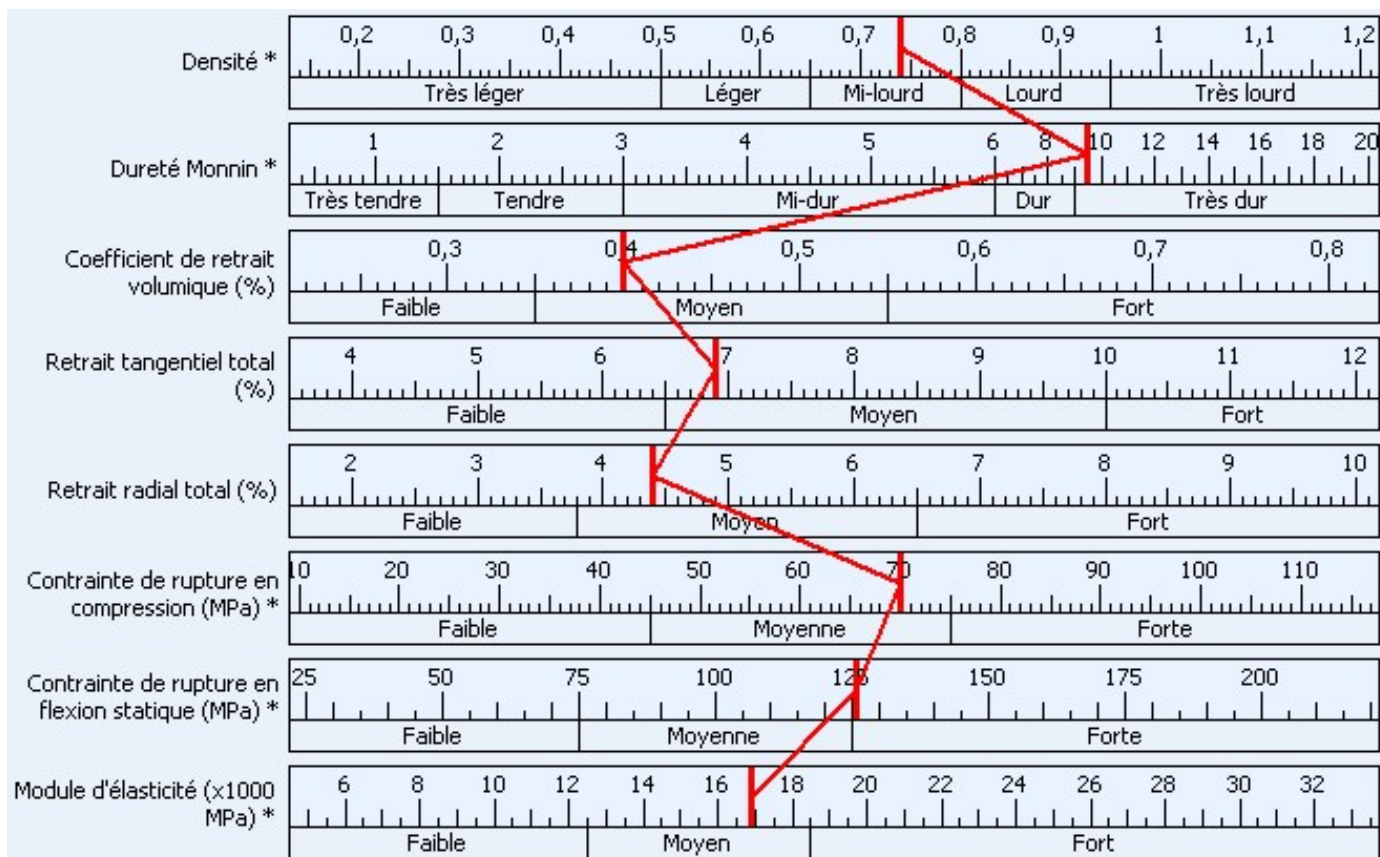 0,2 0,3 0,4 0,5 0,6 0,7 0,8 0,9 1 1,1 1,2
Densité *
Très léger Léger Mi-lourd Lourd Très lourd
1 2 3 4 5 6 8 10 12 14 16 18 20
Dureté Monnin *
Très tendre Tendre Mi-dur Dur Très dur
0,3 0,4 0,5 0,6 0,7 0,8
Coefficient de retrait
volumique (%)
Faible Moyen Fort
4 5 6 7 8 9 10 11 12
Retrait tangentiel total
(%)
Faible Moyen Fort
2 3 4 5 6 7 8 9 10
Retrait radial total (%)
Faible Moyen Fort
10 20 30 40 50 60 70 80 90 100 110
Contrainte de rupture en
compression (MPa) *
Faible Moyenne Forte
25 50 75 100 125 150 175 200
Contrainte de rupture en
flexion statique (MPa) *
Faible Moyenne Forte
6 8 10 12 14 16 18 20 22 24 26 28 30 32
Module d'élasticité (x1000
MPa) *
Faible Moyen Fort